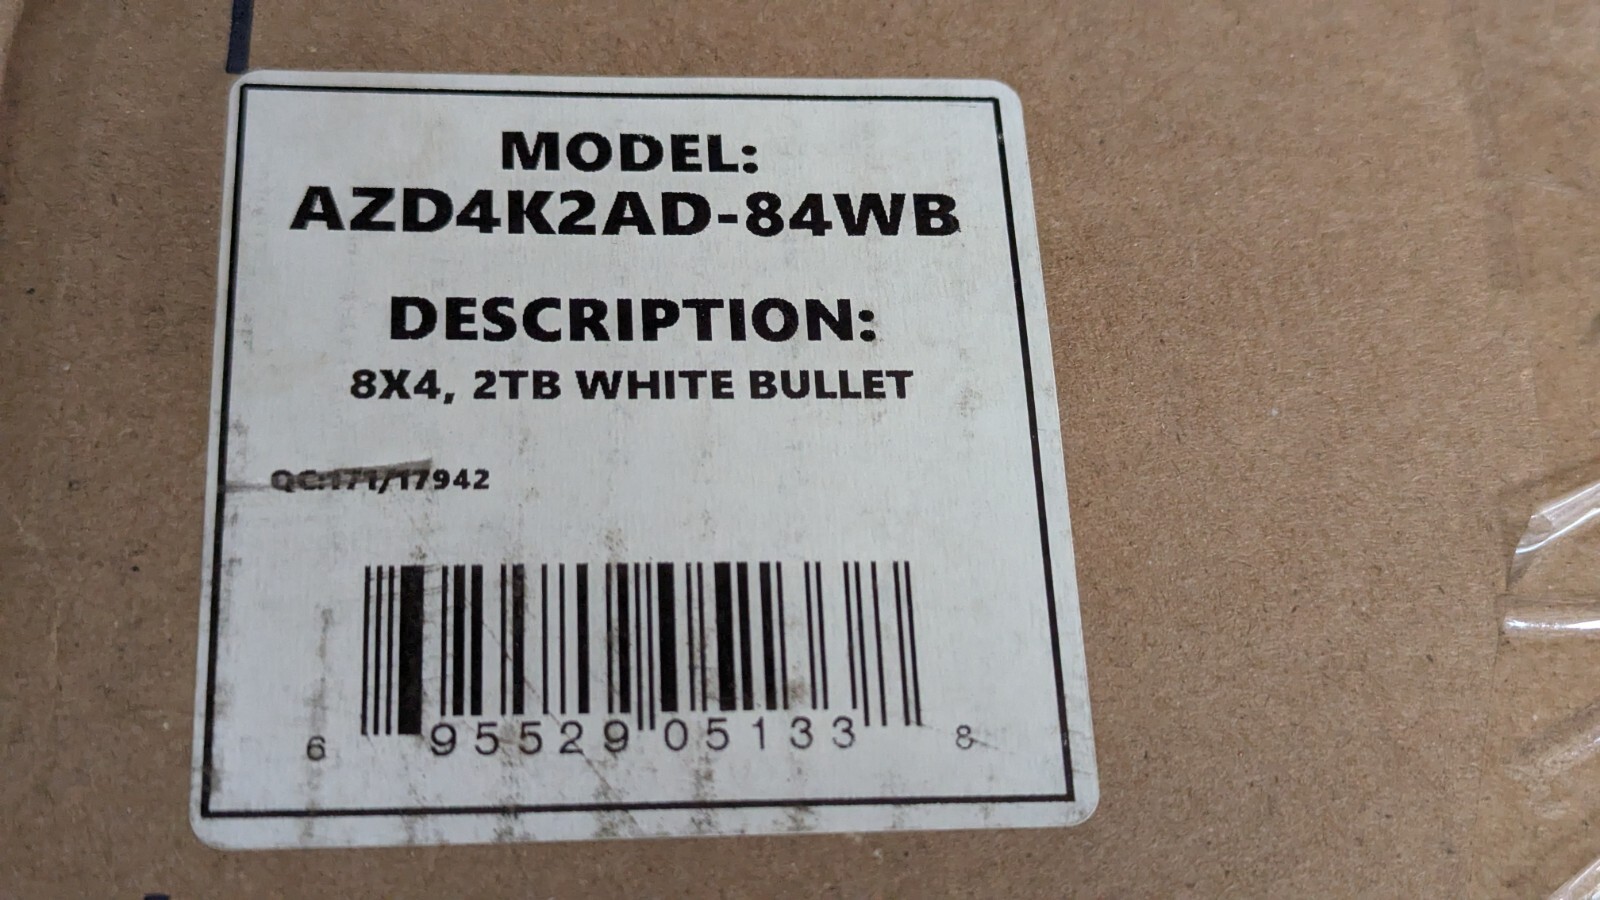 MODEL:
AZD4K2AD-84WB
DESCRIPTION:
8X4, 2TB WHITE BULLET
QC:171/17942
6 95529 05133 8